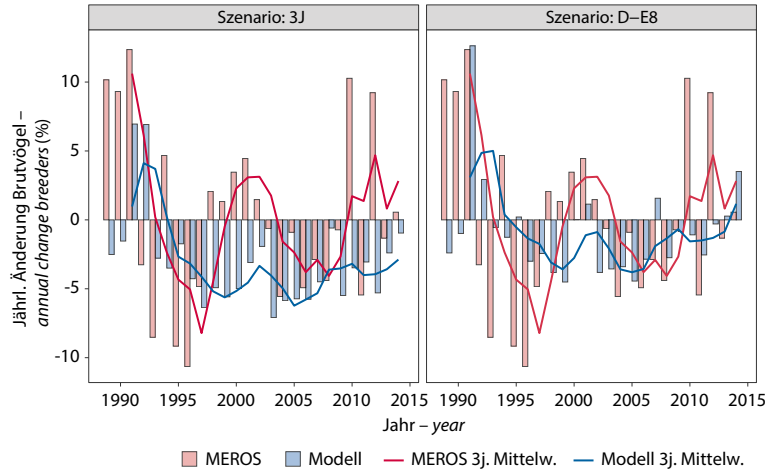 Szenario: 3J
Szenario: D−E8
Jährl. Änderung Brutvögel –
annual change breeders (%)
10
5
0
-5
-10
1990
1995
2000
2005
2010
2015
1990
1995
2000
2005
2010
2015
Jahr – year
MEROS
Modell
MEROS 3j. Mittelw.
Modell 3j. Mittelw.